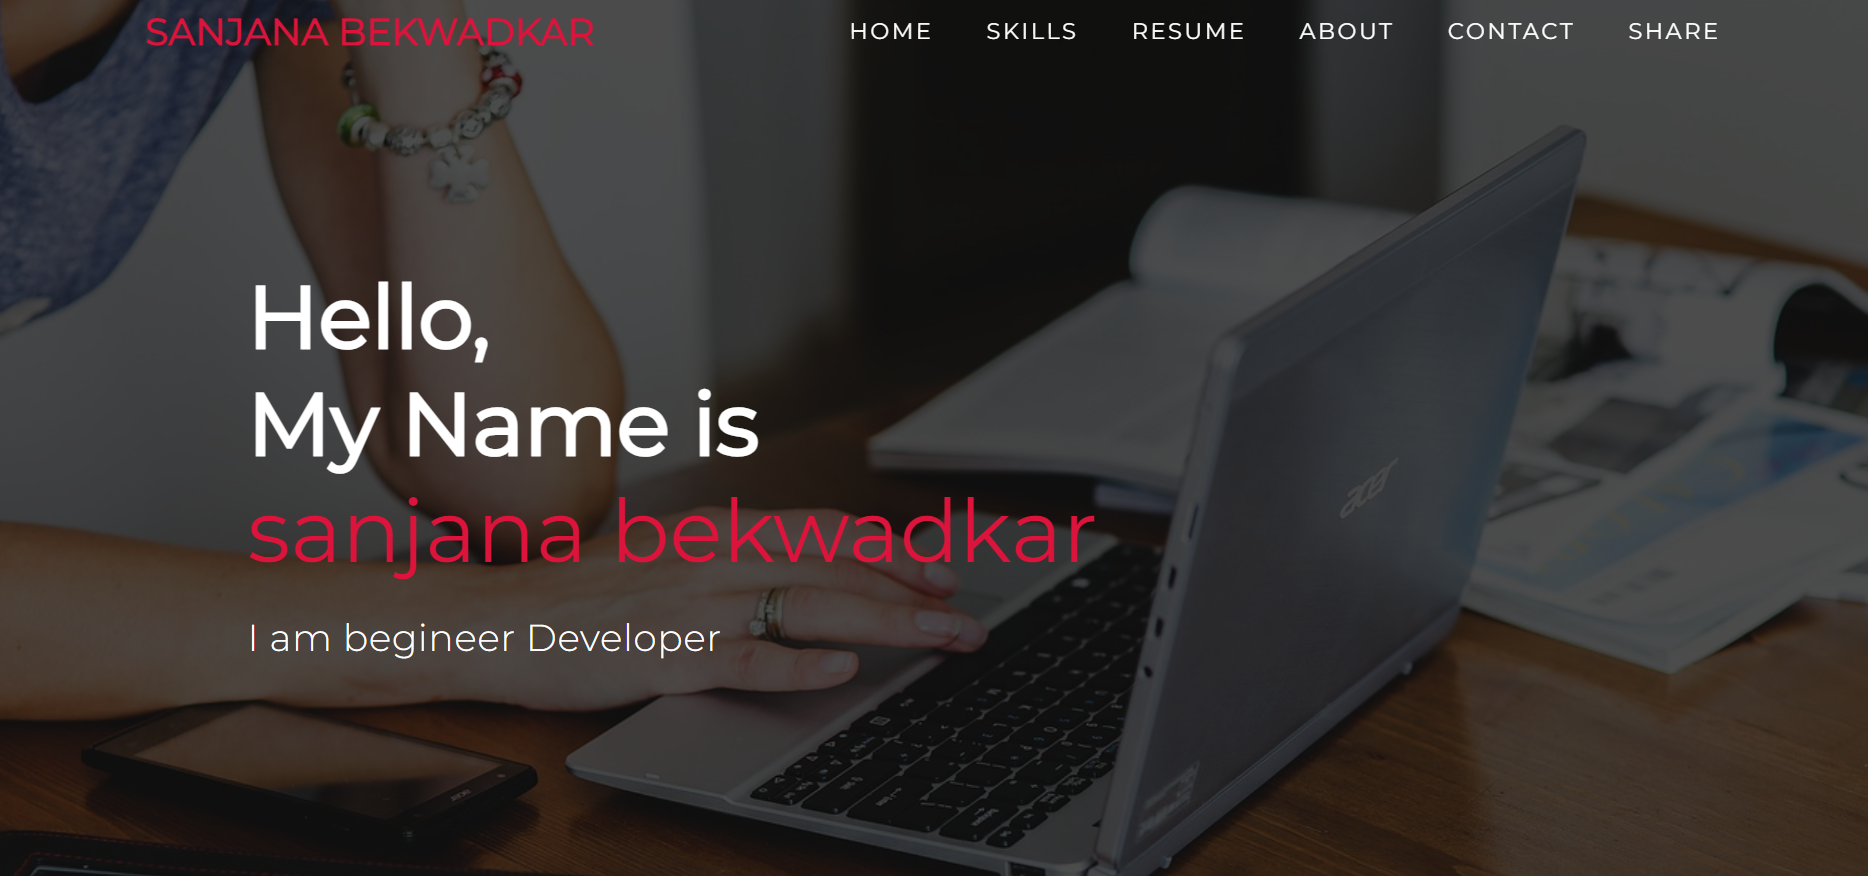 SANJANA BEKWADKAR
HOME SKILLS RESUME ABOUT CONTACT SHARE
Hello,
My Name is
sanjana bekwadkar
I am begineer Developer
acer